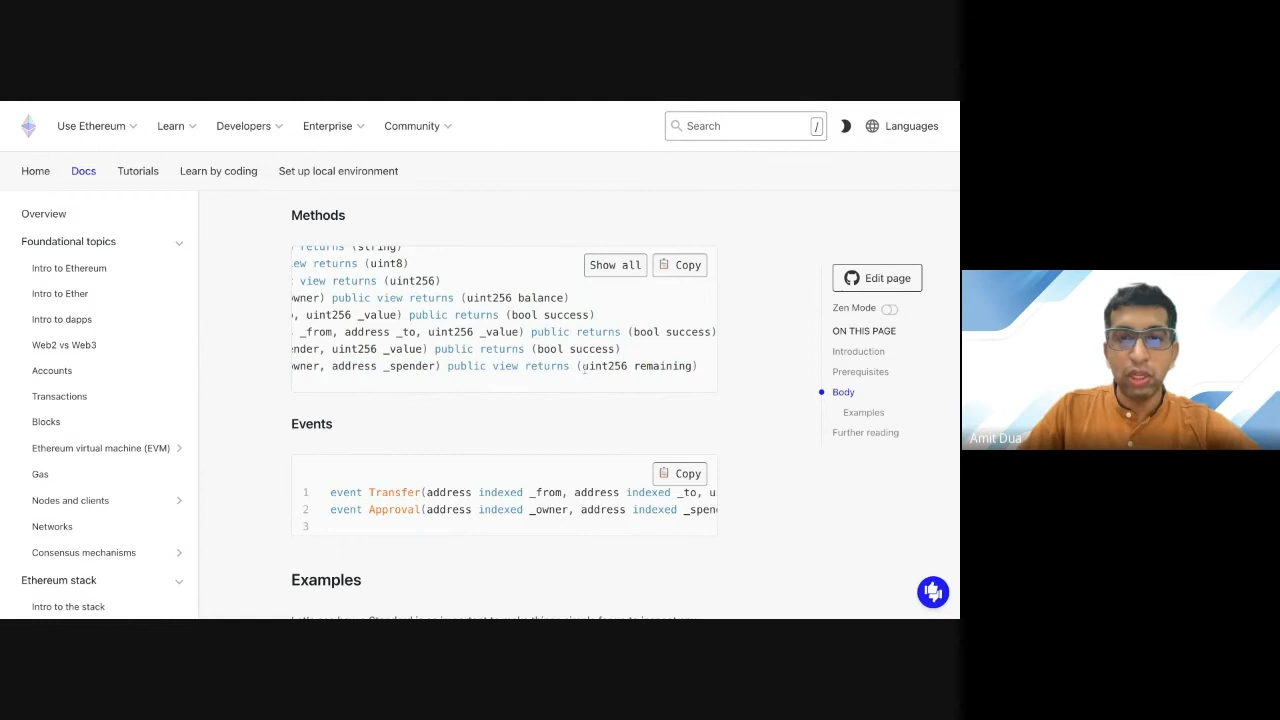 Use Ethereum Learn Developers Enterprise Community Search / Languages
Home Docs Tutorials Learn by coding Set up local environment
Overview
Foundational topics
Intro to Ethereum
Intro to Ether
Intro to dapps
Web2 vs Web3
Accounts
Transactions
Blocks
Ethereum virtual machine (EVM)
Gas
Nodes and clients
Networks
Consensus mechanisms
Ethereum stack
Intro to the stack
Methods
returns (string)
ew returns (uint8)
view returns (uint256)
wner) public view returns (uint256 balance)
, uint256 _value) public returns (bool success)
_from, address _to, uint256 _value) public returns (bool success)
nder, uint256 _value) public returns (bool success)
owner, address _spender) public view returns (uint256 remaining)
Show all Copy
Events
Copy
1 event Transfer(address indexed _from, address indexed _to, u
2 event Approval(address indexed _owner, address indexed _spen
3
Examples
Edit page
Zen Mode
ON THIS PAGE
Introduction
Prerequisites
Body
Examples
Further reading
Amit Dua